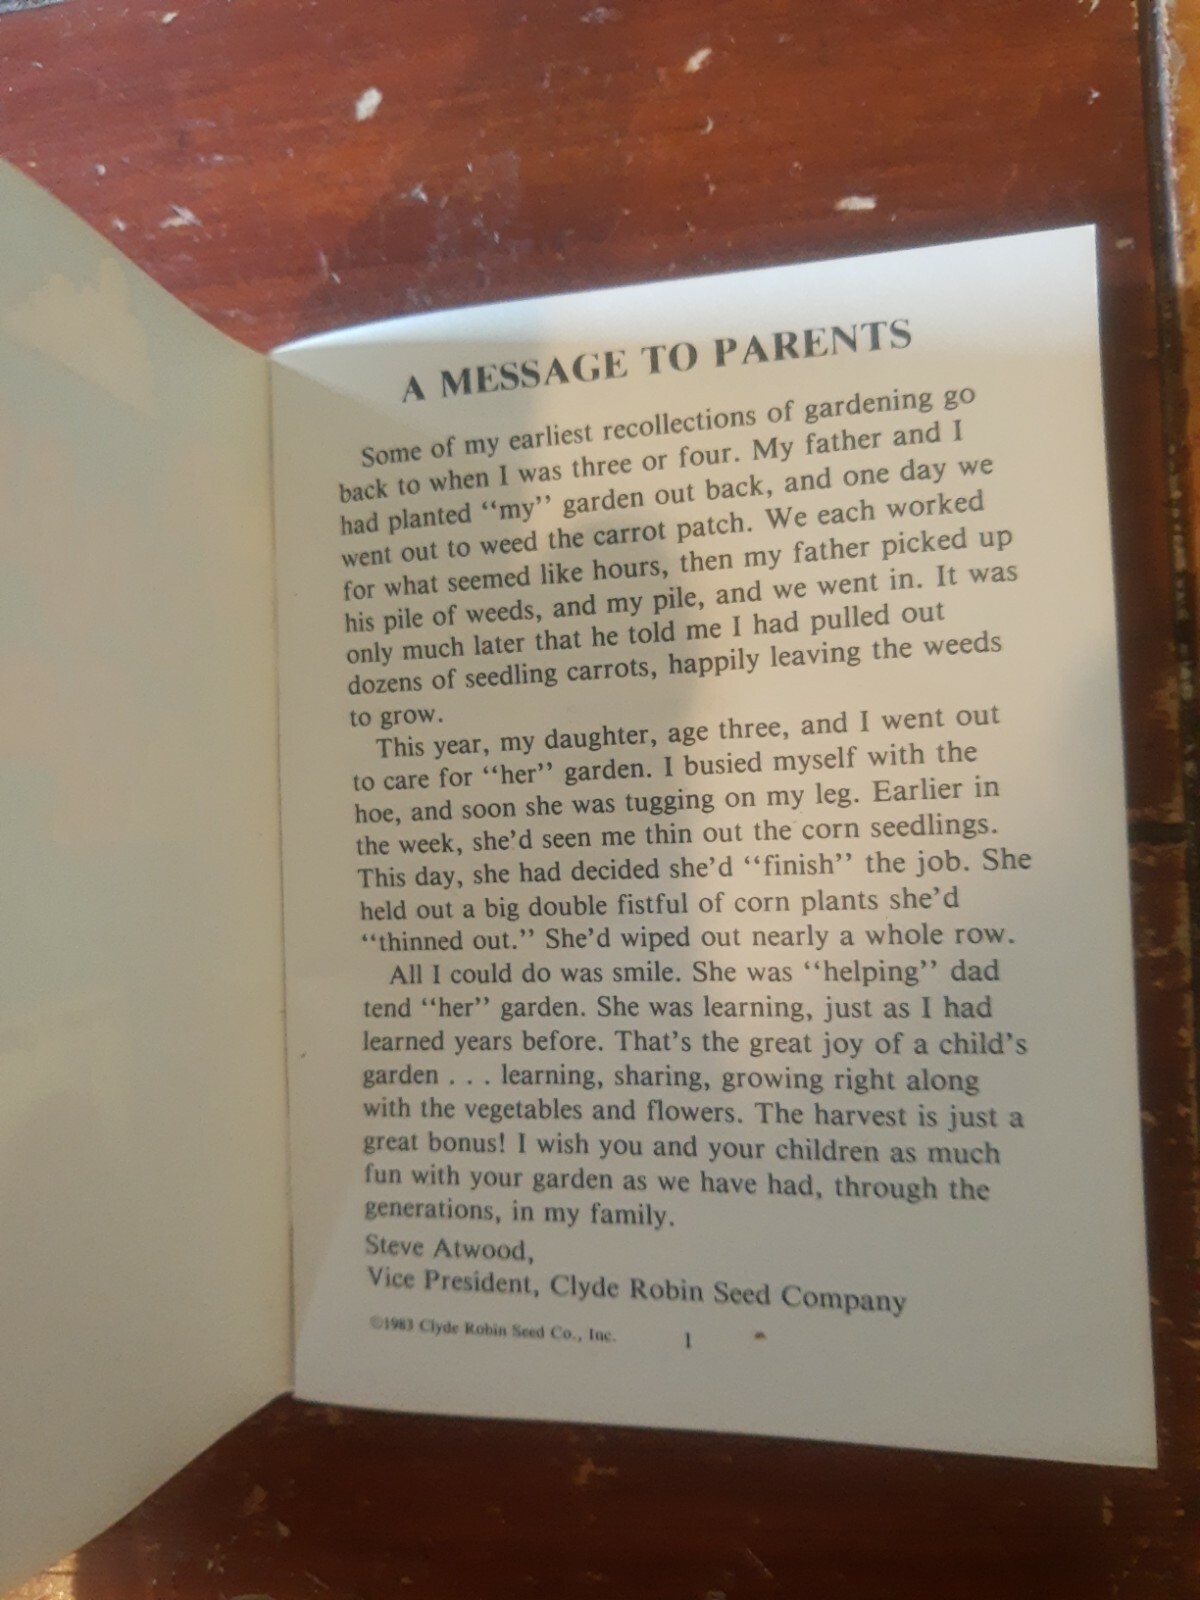 A MESSAGE TO PARENTS
Some of my earliest recollections of gardening go
back to when I was three or four. My father and I
had planted “my” garden out back, and one day we
went out to weed the carrot patch. We each worked
for what seemed like hours, then my father picked up
his pile of weeds, and my pile, and we went in. It was
only much later that he told me I had pulled out
dozens of seedling carrots, happily leaving the weeds
to grow.
This year, my daughter, age three, and I went out
to care for “her” garden. I busied myself with the
hoe, and soon she was tugging on my leg. Earlier in
the week, she’d seen me thin out the corn seedlings.
This day, she had decided she’d “finish” the job. She
held out a big double fistful of corn plants she’d
“thinned out.” She’d wiped out nearly a whole row.
All I could do was smile. She was “helping” dad
tend “her” garden. She was learning, just as I had
learned years before. That’s the great joy of a child’s
garden . . . learning, sharing, growing right along
with the vegetables and flowers. The harvest is just a
great bonus! I wish you and your children as much
fun with your garden as we have had, through the
generations, in my family.
Steve Atwood,
Vice President, Clyde Robin Seed Company
©1983 Clyde Robin Seed Co., Inc. 1